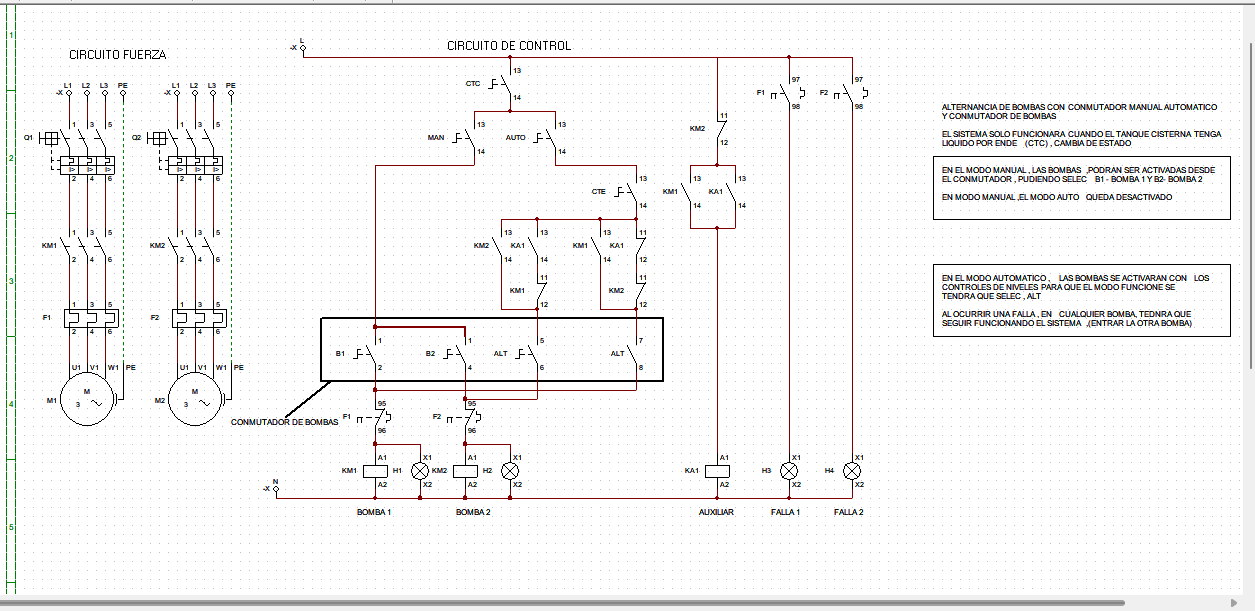 1
2
3
4
5
CIRCUITO FUERZA
L1 L2 L3 PE L1 L2 L3 PE
-X -X
1 3 5 1 3 5
Q1 Q2
I> I> I> I> I> I>
2 4 6 2 4 6
1 3 5 1 3 5
KM1 KM2
2 4 6 2 4 6
1 3 5 1 3 5
F1 F2
2 4 6 2 4 6
U1 V1 W1 PE U1 V1 W1 PE
M M
M1 3 M2 3
CIRCUITO DE CONTROL
L
-X
13
CTC
14
13 13
MAN AUTO
14 14
13
CTE
14
13 13 13 11
KM2 KA1 KM1 KA1
14 14 14 12
11 11
KM1 KM2
12 12
1 1 5 7
B1 B2 ALT ALT
2 4 6 8
CONMUTADOR DE BOMBAS
95 95
F1 F2
96 96
A1 X1 A1 X1
KM1 H1 KM2 H2
A2 X2 A2 X2
N
-X
BOMBA 1 BOMBA 2
11
KM2
12
13 13
KM1 KA1
14 14
97 97
F1 F2
98 98
A1 X1 X1
KA1 H3 H4
A2 X2 X2
AUXILIAR FALLA 1 FALLA 2
ALTERNANCIA DE BOMBAS CON CONMUTADOR MANUAL AUTOMATICO
Y CONMUTADOR DE BOMBAS
EL SISTEMA SOLO FUNCIONARA CUANDO EL TANQUE CISTERNA TENGA
LIQUIDO POR ENDE (CTC) , CAMBIA DE ESTADO
EN EL MODO MANUAL , LAS BOMBAS ,PODRAN SER ACTIVADAS DESDE
EL CONMUTADOR , PUDIENDO SELEC B1 - BOMBA 1 Y B2- BOMBA 2
EN MODO MANUAL ,EL MODO AUTO QUEDA DESACTIVADO
EN EL MODO AUTOMATICO , LAS BOMBAS SE ACTIVARAN CON LOS
CONTROLES DE NIVELES PARA QUE EL MODO FUNCIONE SE
TENDRA QUE SELEC , ALT
AL OCURRIR UNA FALLA , EN CUALQUIER BOMBA, TEDNRA QUE
SEGUIR FUNCIONANDO EL SISTEMA ,(ENTRAR LA OTRA BOMBA)